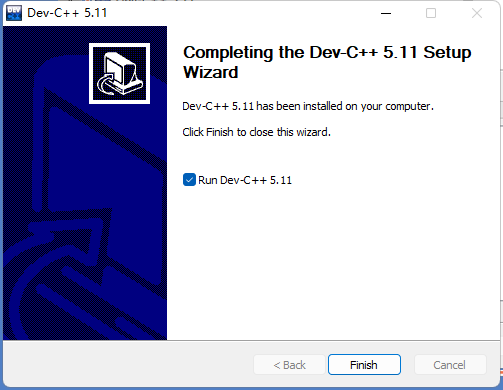 Dev-C++ 5.11
Completing the Dev-C++ 5.11 Setup
Wizard
Dev-C++ 5.11 has been installed on your computer.
Click Finish to close this wizard.
Run Dev-C++ 5.11
< Back
Finish
Cancel